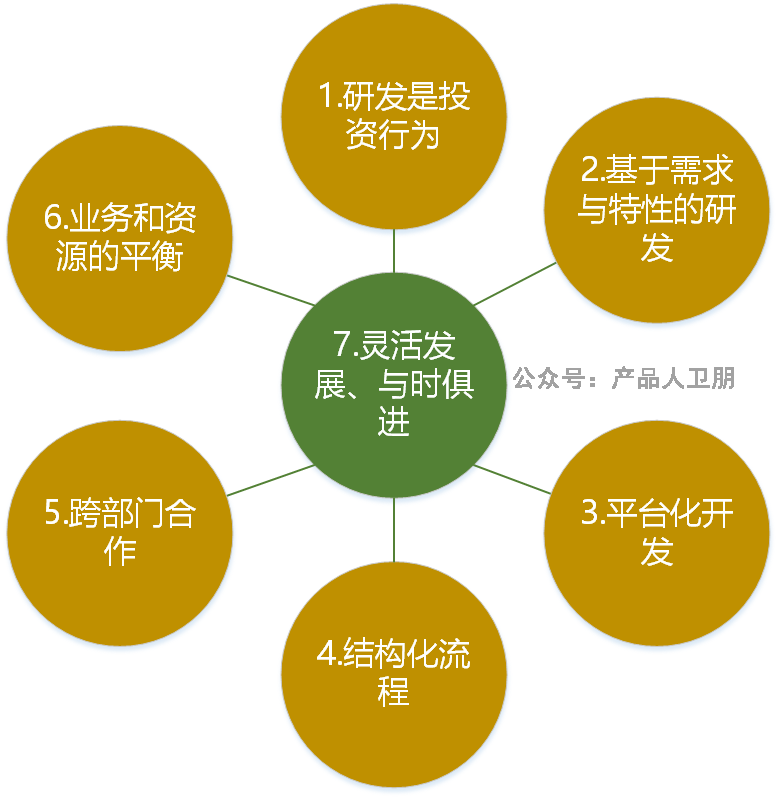 1.研发是投
资行为
2.基于需求
与特性的研
发
6.业务和资
源的平衡
7.灵活发
展、与时俱
进
公众号：产品人卫朋
5.跨部门合
作
3.平台化开
发
4.结构化流
程